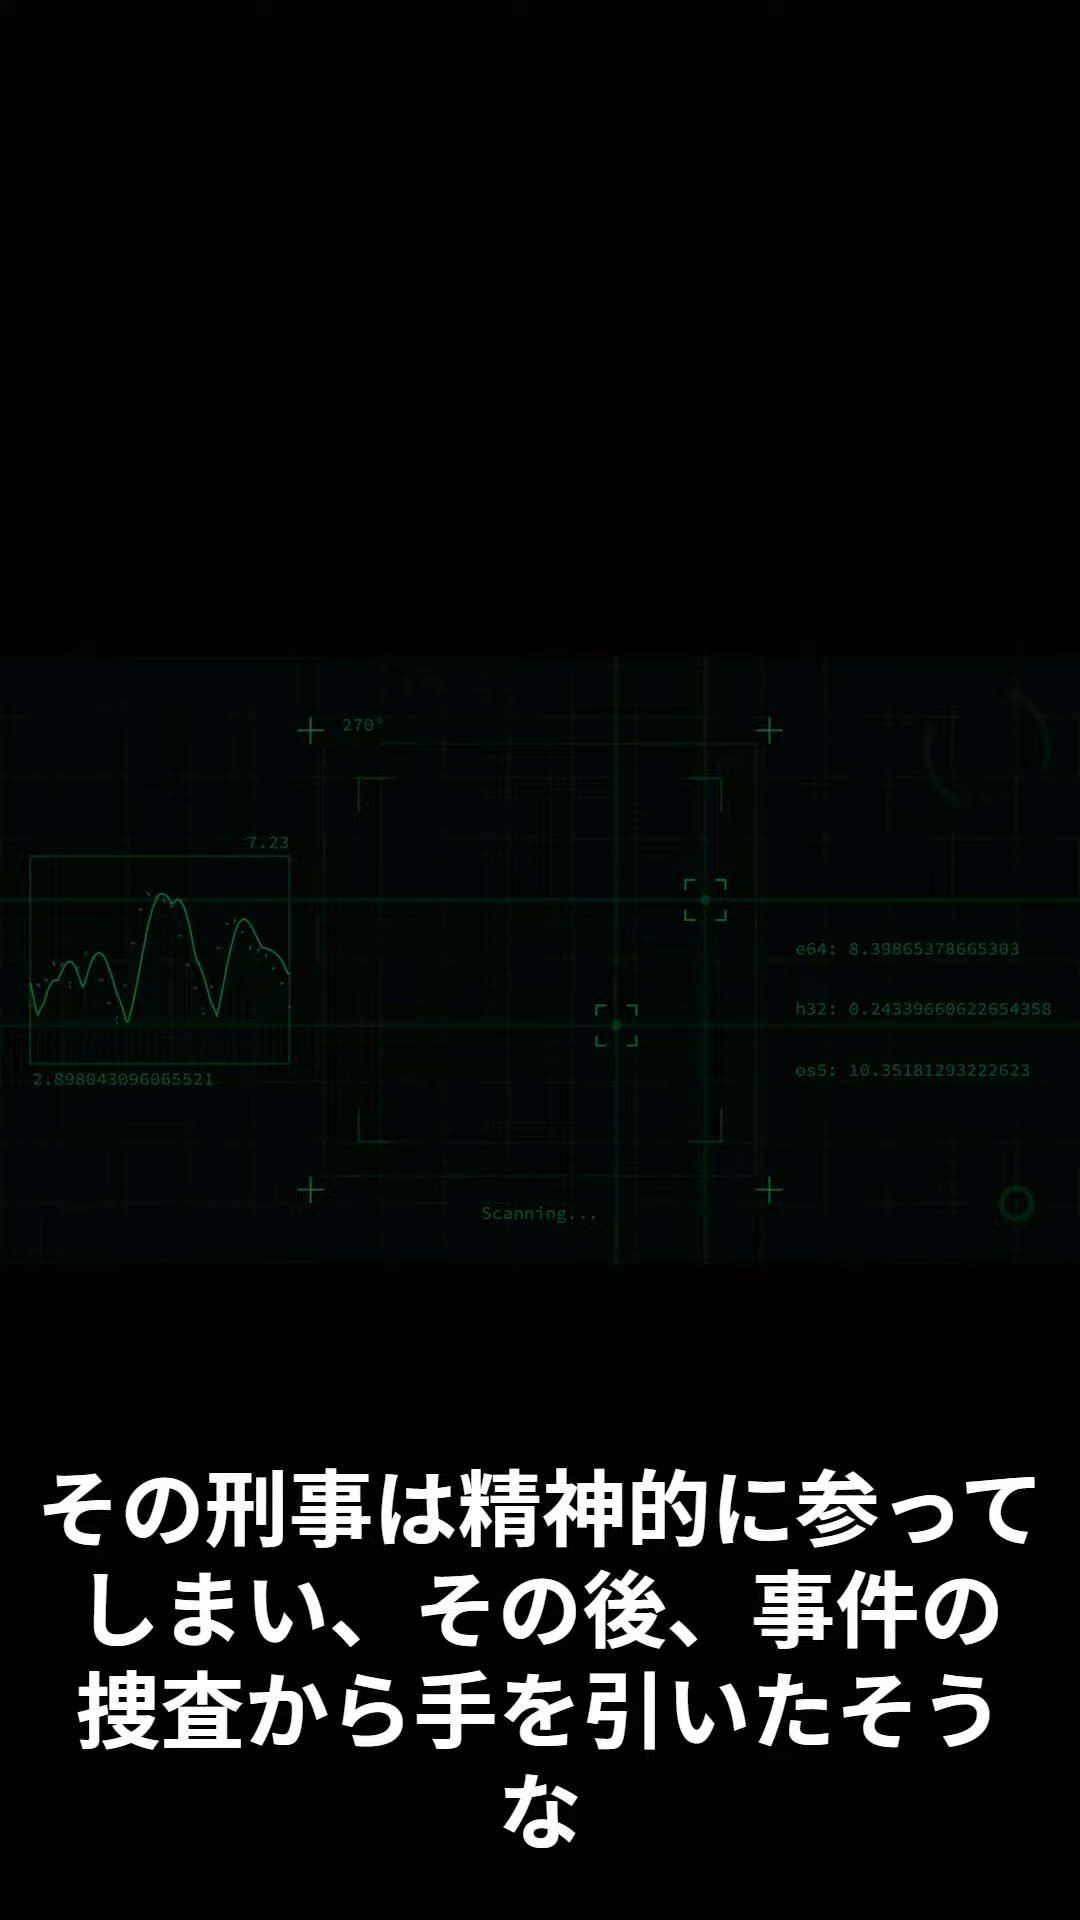 270°
7.23
2.898043096065521
e64: 8.39865378665303
h32: 0.24339660622654358
os5: 10.35181293222623
Scanning...
その刑事は精神的に参って
しまい、その後、事件の
捜査から手を引いたそう
な